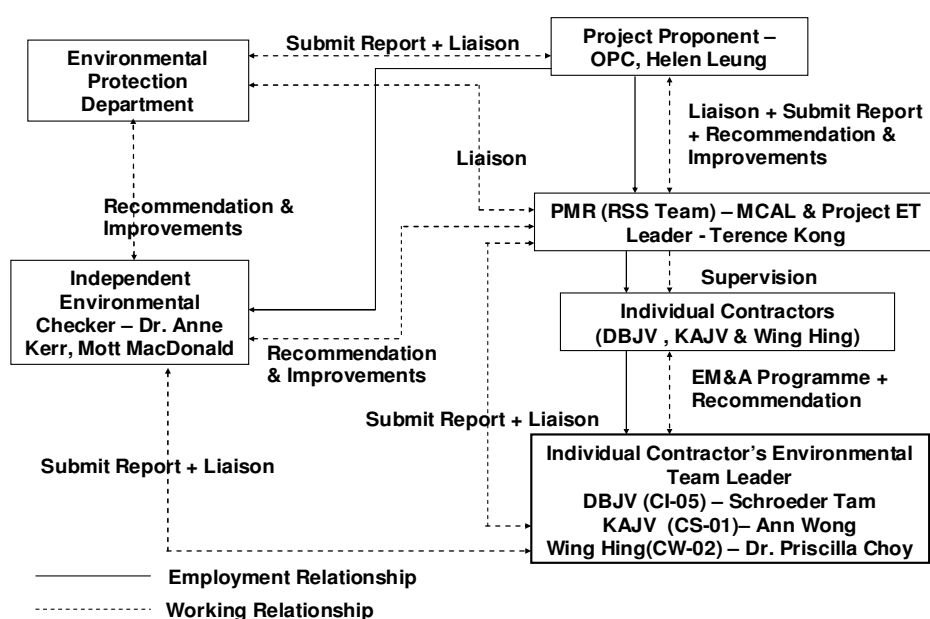 Submit Report + Liaison
Environmental
Protection
Department
Project Proponent –
OPC, Helen Leung
Liaison + Submit Report
+ Recommendation &
Improvements
Liaison
Recommendation &
Improvements
PMR (RSS Team) – MCAL & Project ET
Leader - Terence Kong
Supervision
Independent
Environmental
Checker – Dr. Anne
Kerr, Mott MacDonald
Individual Contractors
(DBJV , KAJV & Wing Hing)
Recommendation
& Improvements
EM&A Programme +
Recommendation
Submit Report + Liaison
Submit Report + Liaison
Individual Contractor’s Environmental
Team Leader
DBJV (CI-05) – Schroeder Tam
KAJV (CS-01)– Ann Wong
Wing Hing(CW-02) – Dr. Priscilla Choy
Employment Relationship
Working Relationship